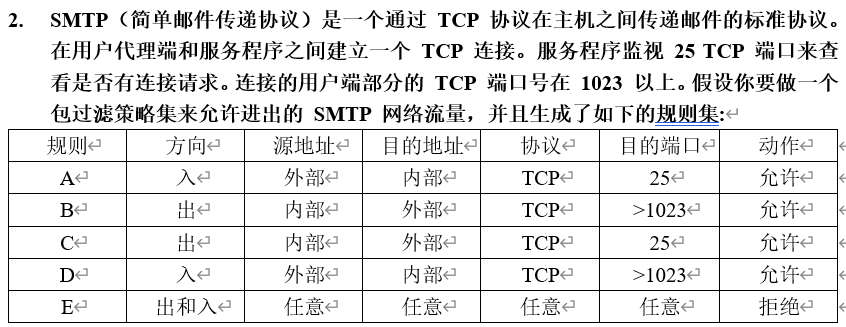 2. SMTP（简单邮件传递协议）是一个通过 TCP 协议在主机之间传递邮件的标准协议。
在用户代理端和服务程序之间建立一个 TCP 连接。服务程序监视 25 TCP 端口来查
看是否有连接请求。连接的用户端部分的 TCP 端口号在 1023 以上。假设你要做一个
包过滤策略集来允许进出的 SMTP 网络流量，并且生成了如下的规则集:
规则 方向 源地址 目的地址 协议 目的端口 动作
A 入 外部 内部 TCP 25 允许
B 出 内部 外部 TCP >1023 允许
C 出 内部 外部 TCP 25 允许
D 入 外部 内部 TCP >1023 允许
E 出和入 任意 任意 任意 任意 拒绝